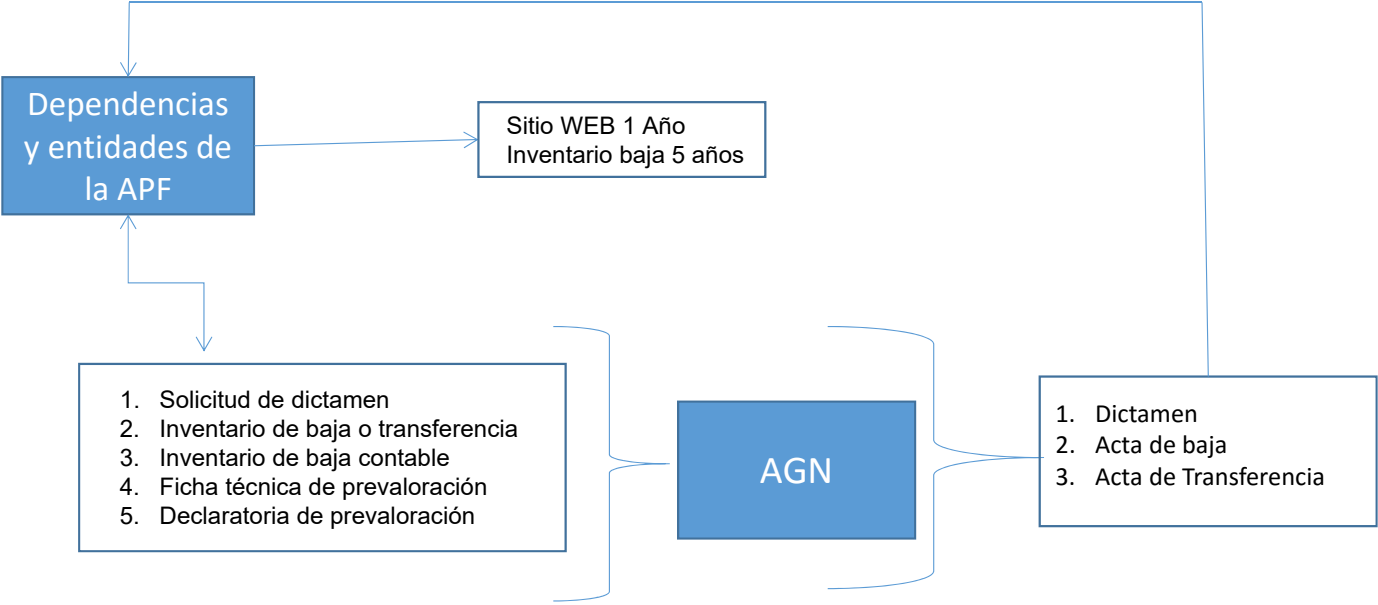 Dependencias
y entidades de
la APF
Sitio WEB 1 Año
Inventario baja 5 años
1. Solicitud de dictamen
2. Inventario de baja o transferencia
3. Inventario de baja contable
4. Ficha técnica de prevaloración
5. Declaratoria de prevaloración
AGN
1. Dictamen
2. Acta de baja
3. Acta de Transferencia